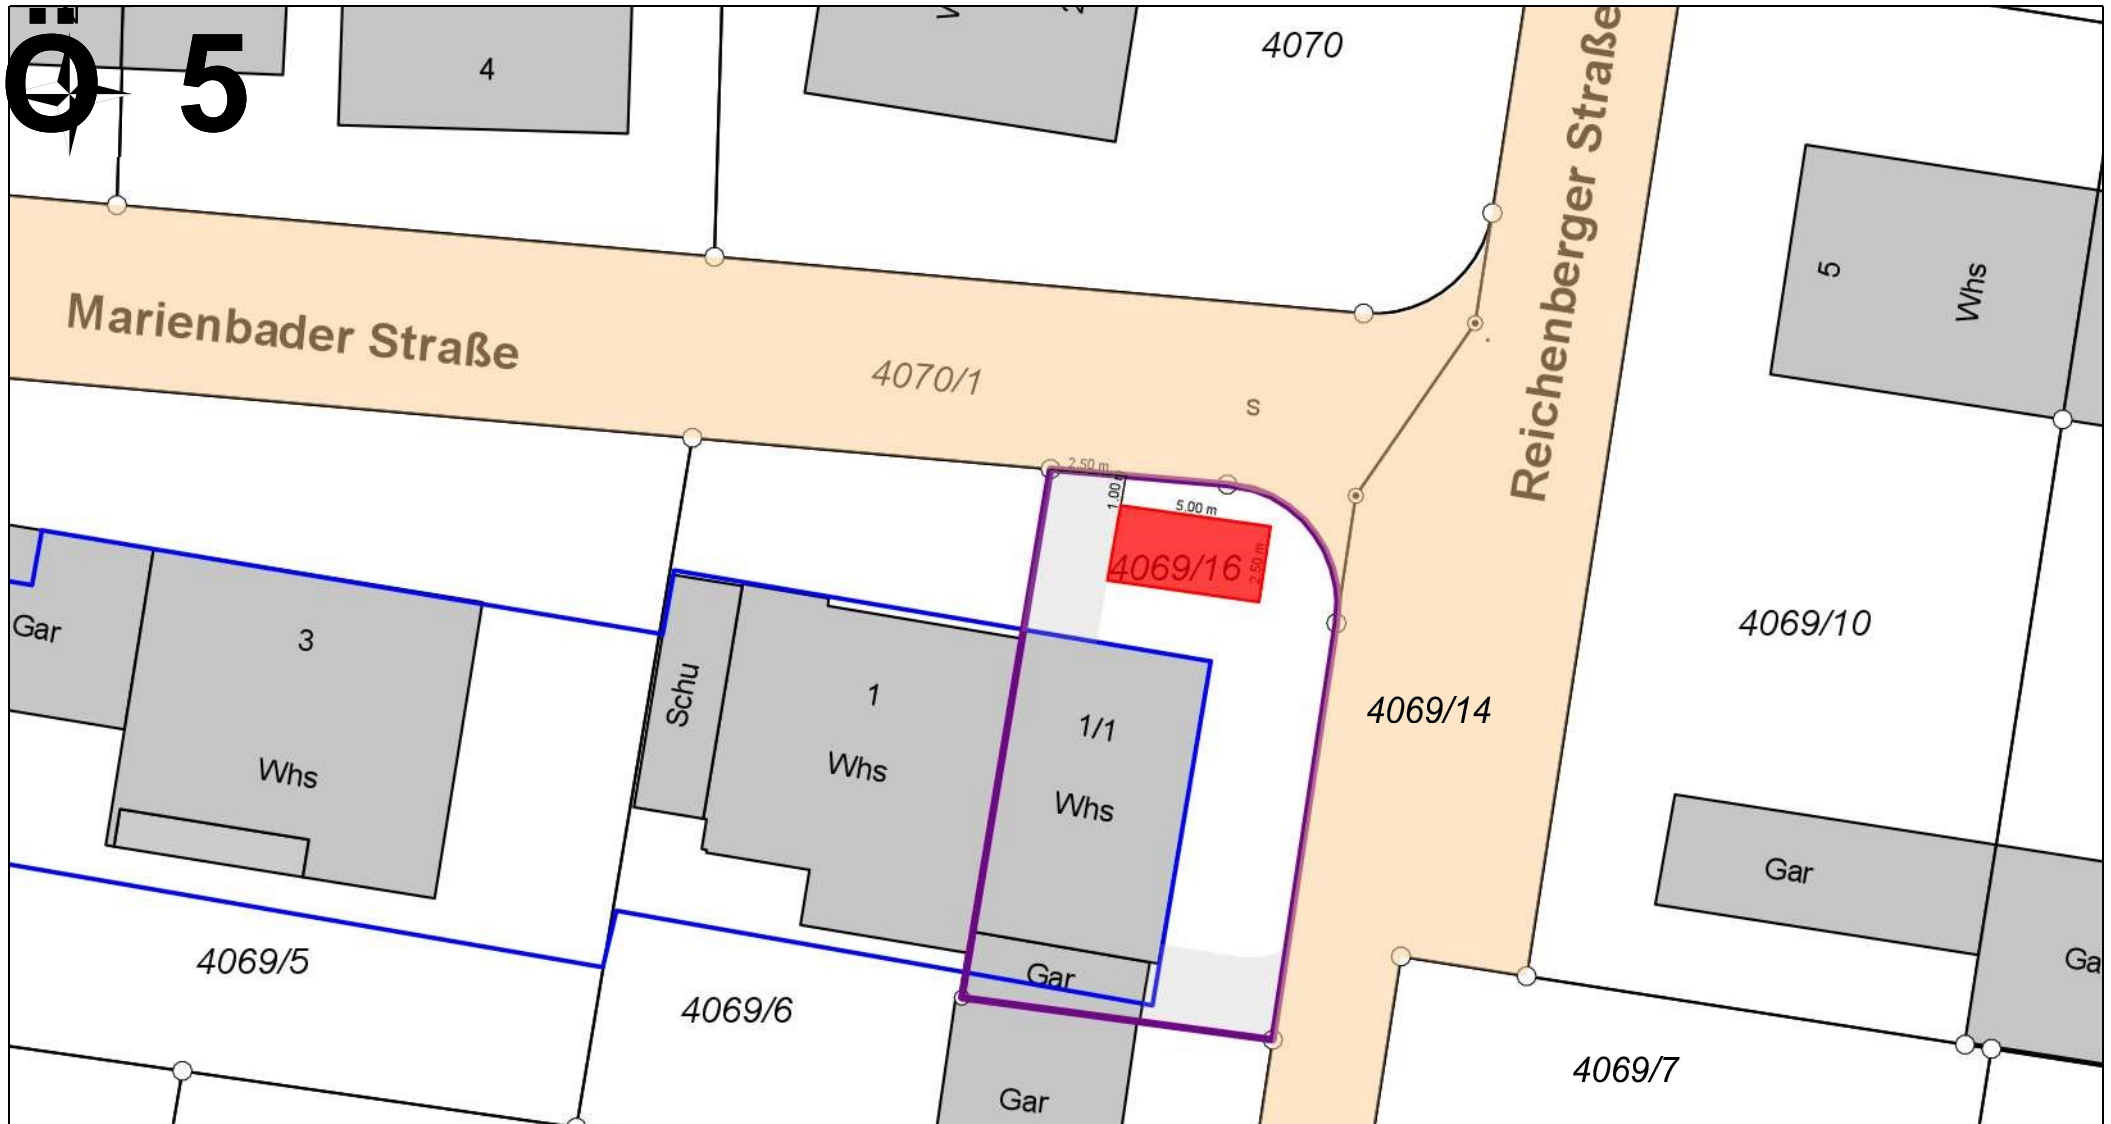 Ö 5
4
4070
Reichenberger Straße
5
Whs
Marienbader Straße
4070/1
S
2.50 m
1.00
5.00 m
2.50 m
4069/16
4069/10
Gar
3
Whs
Schu
1
Whs
1/1
Whs
4069/14
Gar
Ga
4069/5
4069/6
Gar
4069/7
Gar